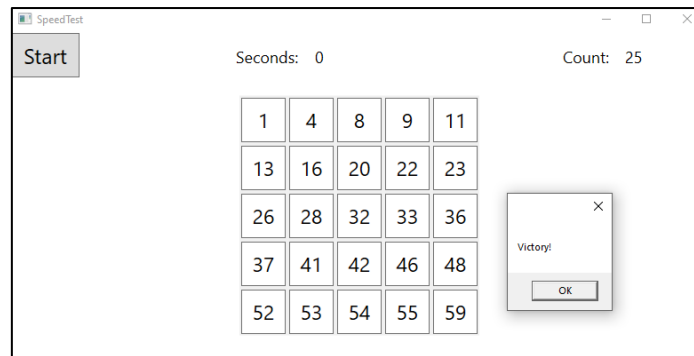 SpeedTest
Start Seconds: 0 Count: 25
1 4 8 9 11
13 16 20 22 23
26 28 32 33 36
37 41 42 46 48
52 53 54 55 59
Victory!
OK